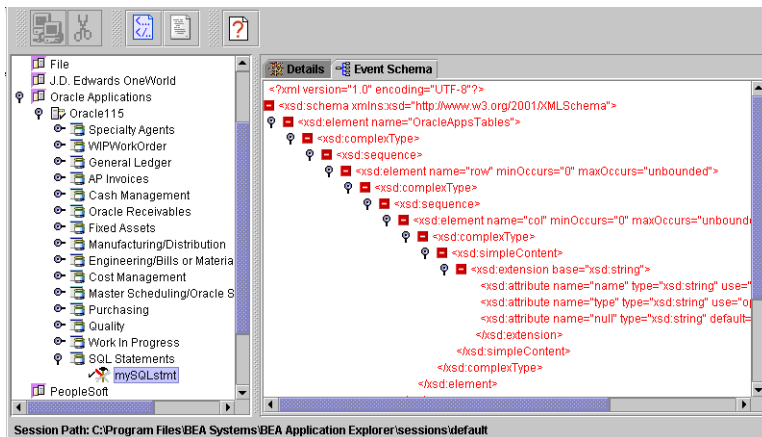 File
J.D. Edwards OneWorld
Oracle Applications
Oracle115
Specialty Agents
WIPWorkOrder
General Ledger
AP Invoices
Cash Management
Oracle Receivables
Fixed Assets
Manufacturing/Distribution
Engineering/Bills or Materia
Cost Management
Master Scheduling/Oracle S
Purchasing
Quality
Work In Progress
SQL Statements
mySQLstmt
PeopleSoft
Details Event Schema
<?xml version="1.0" encoding="UTF-8"?>
<xsd:schema xmlns:xsd="http://www.w3.org/2001/XMLSchema">
<xsd:element name="OracleAppsTables">
<xsd:complexType>
<xsd:sequence>
<xsd:element name="row" minOccurs="0" maxOccurs="unbounded">
<xsd:complexType>
<xsd:sequence>
<xsd:element name="col" minOccurs="0" maxOccurs="unbounde
<xsd:complexType>
<xsd:simpleContent>
<xsd:extension base="xsd:string">
<xsd:attribute name="name" type="xsd:string" use="
<xsd:attribute name="type" type="xsd:string" use="op
<xsd:attribute name="null" type="xsd:string" default=
</xsd:extension>
</xsd:simpleContent>
</xsd:complexType>
</xsd:element>
Session Path: C:\Program Files\BEA Systems\BEA Application Explorer\sessions\default